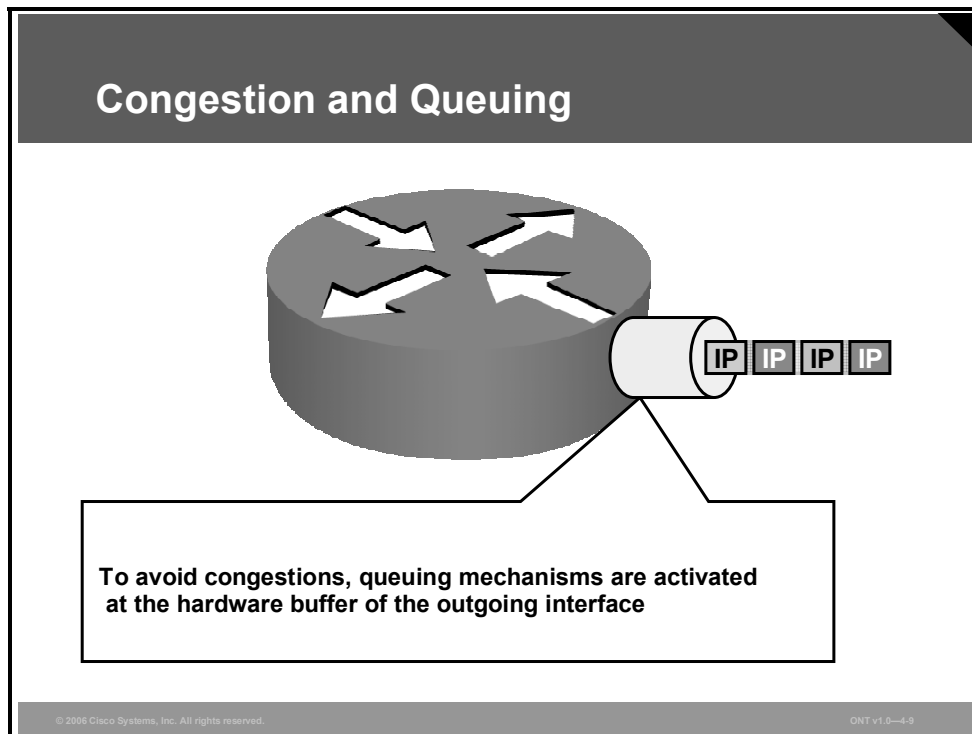 Congestion and Queuing
IP IP IP IP
To avoid congestions, queuing mechanisms are activated
at the hardware buffer of the outgoing interface
© 2006 Cisco Systems, Inc. All rights reserved.
ONT v1.0—4-9